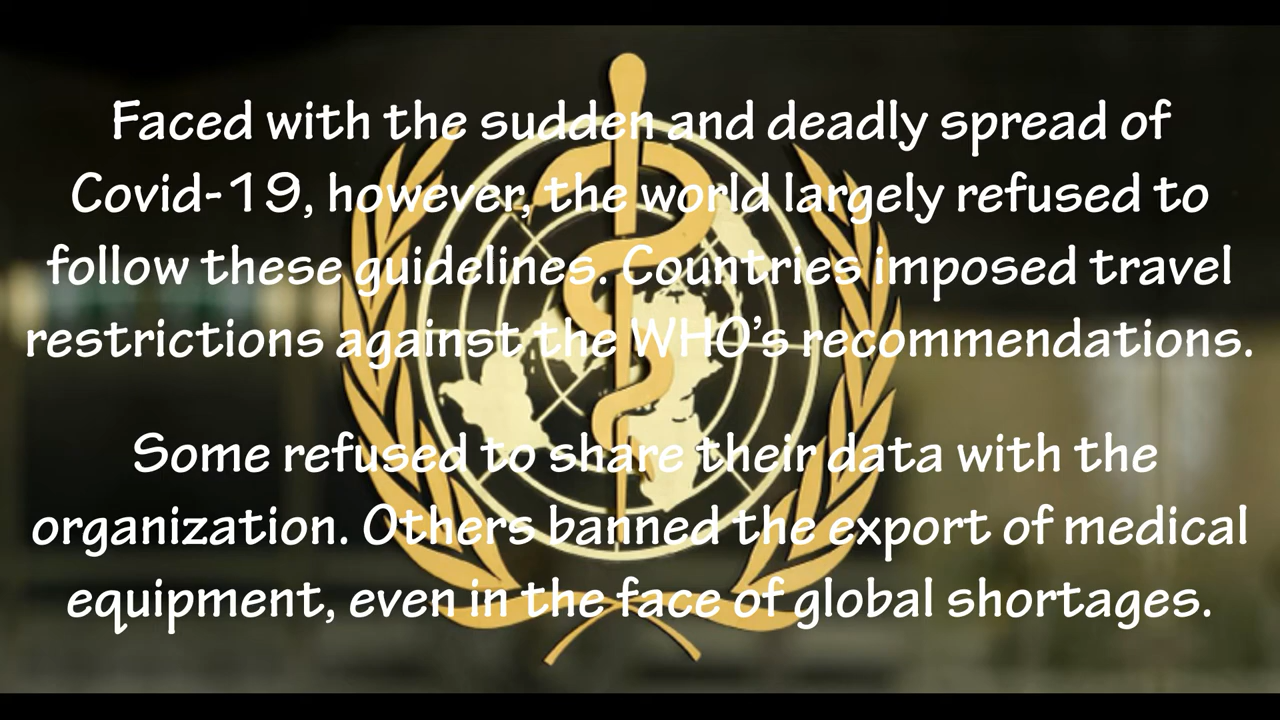 Faced with the sudden and deadly spread of
Covid-19, however, the world largely refused to
follow these guidelines. Countries imposed travel
restrictions against the WHO's recommendations.
Some refused to share their data with the
organization. Others banned the export of medical
equipment, even in the face of global shortages.